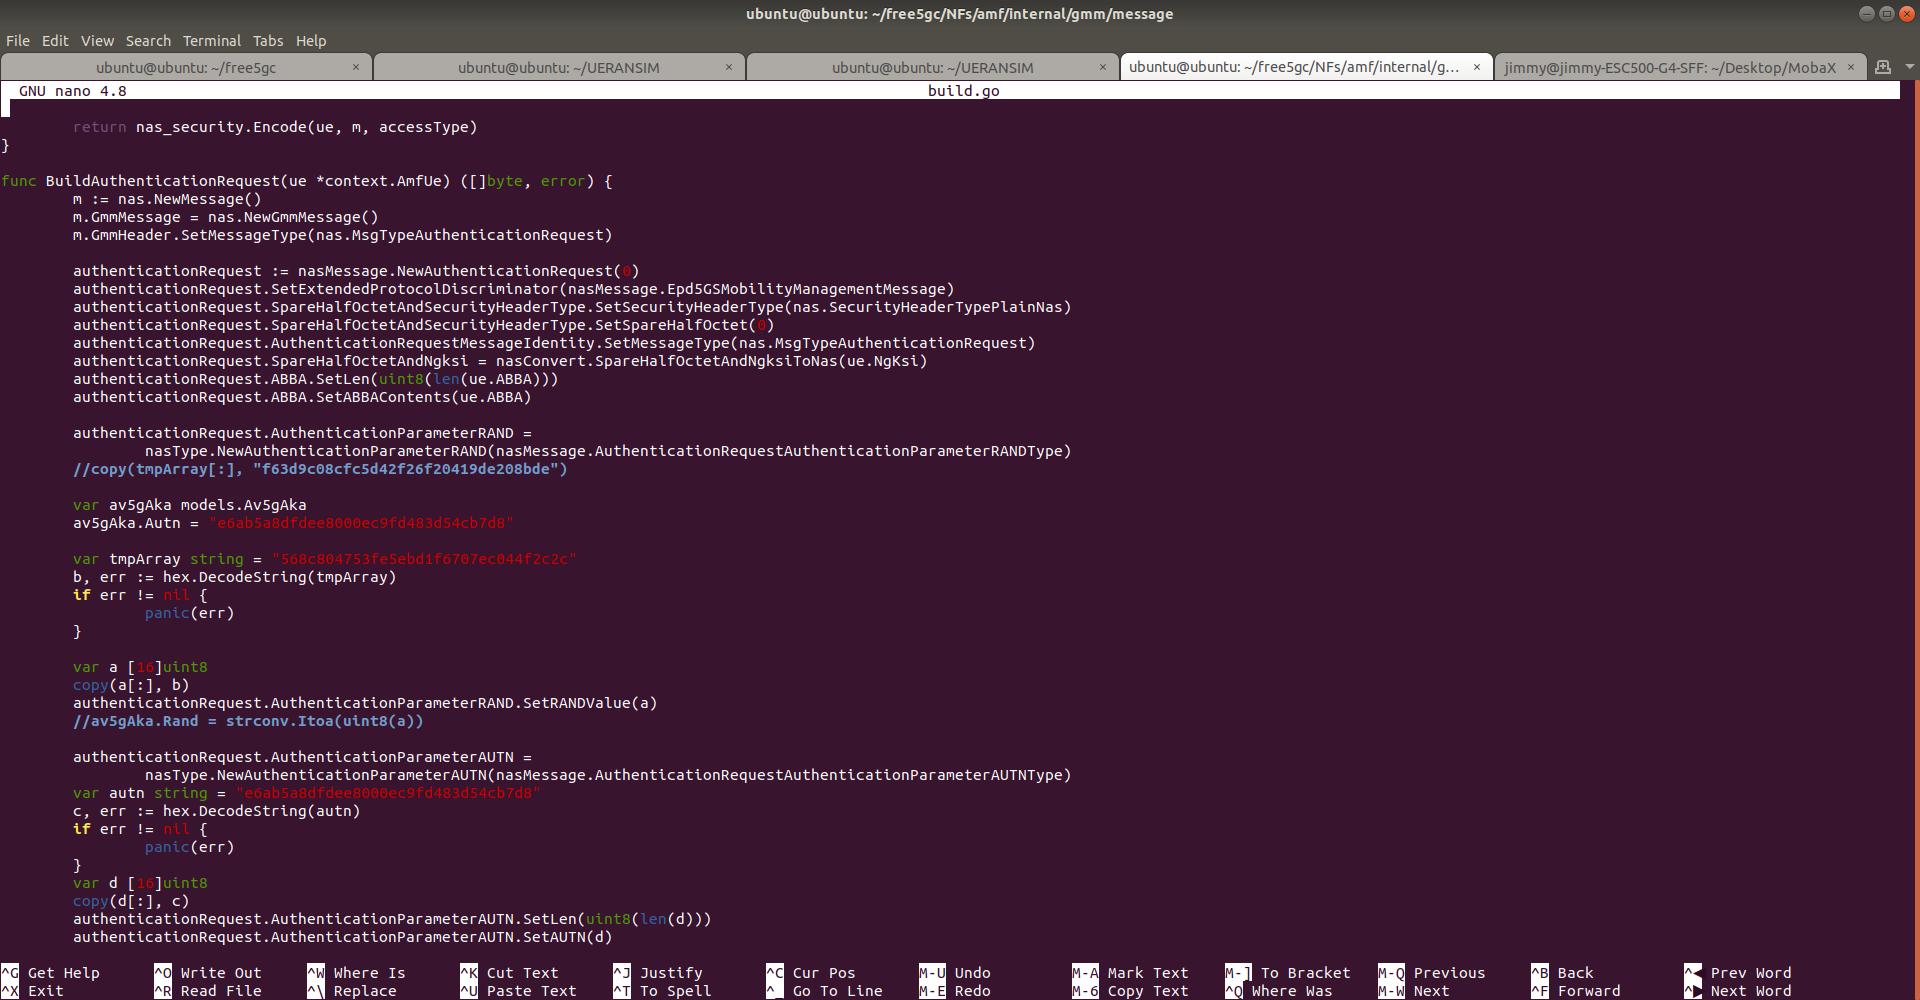 ubuntu@ubuntu: ~/free5gc/NFs/amf/internal/gmm/message
File Edit View Search Terminal Tabs Help
ubuntu@ubuntu: ~/free5gc × ubuntu@ubuntu: ~/UERANSIM × ubuntu@ubuntu: ~/UERANSIM × ubuntu@ubuntu: ~/free5gc/NFs/amf/internal/g... × jimmy@jimmy-ESC500-G4-SFF: ~/Desktop/MobaX ×
GNU nano 4.8 build.go
return nas_security.Encode(ue, m, accessType)
}
func BuildAuthenticationRequest(ue *context.AmfUe) ([]byte, error) {
m := nas.NewMessage()
m.GmmMessage = nas.NewGmmMessage()
m.GmmHeader.SetMessageType(nas.MsgTypeAuthenticationRequest)
authenticationRequest := nasMessage.NewAuthenticationRequest(0)
authenticationRequest.SetExtendedProtocolDiscriminator(nasMessage.Epd5GSMobilityManagementMessage)
authenticationRequest.SpareHalfOctetAndSecurityHeaderType.SetSecurityHeaderType(nas.SecurityHeaderTypePlainNas)
authenticationRequest.SpareHalfOctetAndSecurityHeaderType.SetSpareHalfOctet(0)
authenticationRequest.AuthenticationRequestMessageIdentity.SetMessageType(nas.MsgTypeAuthenticationRequest)
authenticationRequest.SpareHalfOctetAndNgksi = nasConvert.SpareHalfOctetAndNgksiToNas(ue.NgKsi)
authenticationRequest.ABBA.SetLen(uint8(len(ue.ABBA)))
authenticationRequest.ABBA.SetABBAContents(ue.ABBA)
authenticationRequest.AuthenticationParameterRAND =
nasType.NewAuthenticationParameterRAND(nasMessage.AuthenticationRequestAuthenticationParameterRANDType)
//copy(tmpArray[:], "f63d9c08cfc5d42f26f20419de208bde")
var av5gAka models.Av5gAka
av5gAka.Autn = "e6ab5a8dfdee8000ec9fd483d54cb7d8"
var tmpArray string = "568c804753fe5ebd1f6707ec044f2c2c"
b, err := hex.DecodeString(tmpArray)
if err != nil {
panic(err)
}
var a [16]uint8
copy(a[:], b)
authenticationRequest.AuthenticationParameterRAND.SetRANDValue(a)
//av5gAka.Rand = strconv.Itoa(uint8(a))
authenticationRequest.AuthenticationParameterAUTN =
nasType.NewAuthenticationParameterAUTN(nasMessage.AuthenticationRequestAuthenticationParameterAUTNType)
var autn string = "e6ab5a8dfdee8000ec9fd483d54cb7d8"
c, err := hex.DecodeString(autn)
if err != nil {
panic(err)
}
var d [16]uint8
copy(d[:], c)
authenticationRequest.AuthenticationParameterAUTN.SetLen(uint8(len(d)))
authenticationRequest.AuthenticationParameterAUTN.SetAUTN(d)
^G Get Help ^O Write Out ^W Where Is ^K Cut Text ^J Justify ^C Cur Pos M-U Undo M-A Mark Text M-] To Bracket M-Q Previous ^B Back ^◀ Prev Word
^X Exit ^R Read File ^\ Replace ^U Paste Text ^T To Spell ^_ Go To Line M-E Redo M-6 Copy Text ^Q Where Was M-W Next ^F Forward ^▶ Next Word